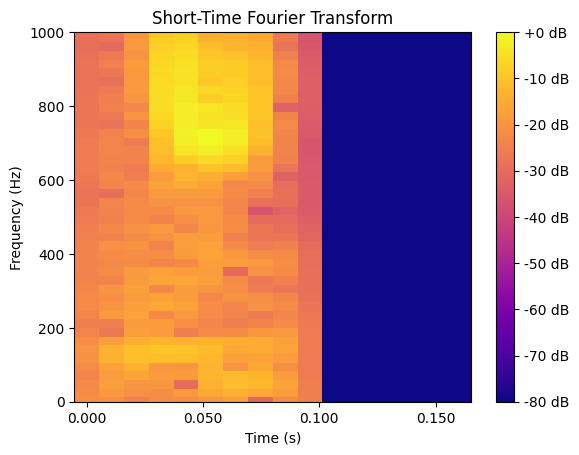 Short-Time Fourier Transform
1000
800
600
400
200
0
Frequency (Hz)
0.000
0.050
0.100
0.150
Time (s)
+0 dB
-10 dB
-20 dB
-30 dB
-40 dB
-50 dB
-60 dB
-70 dB
-80 dB